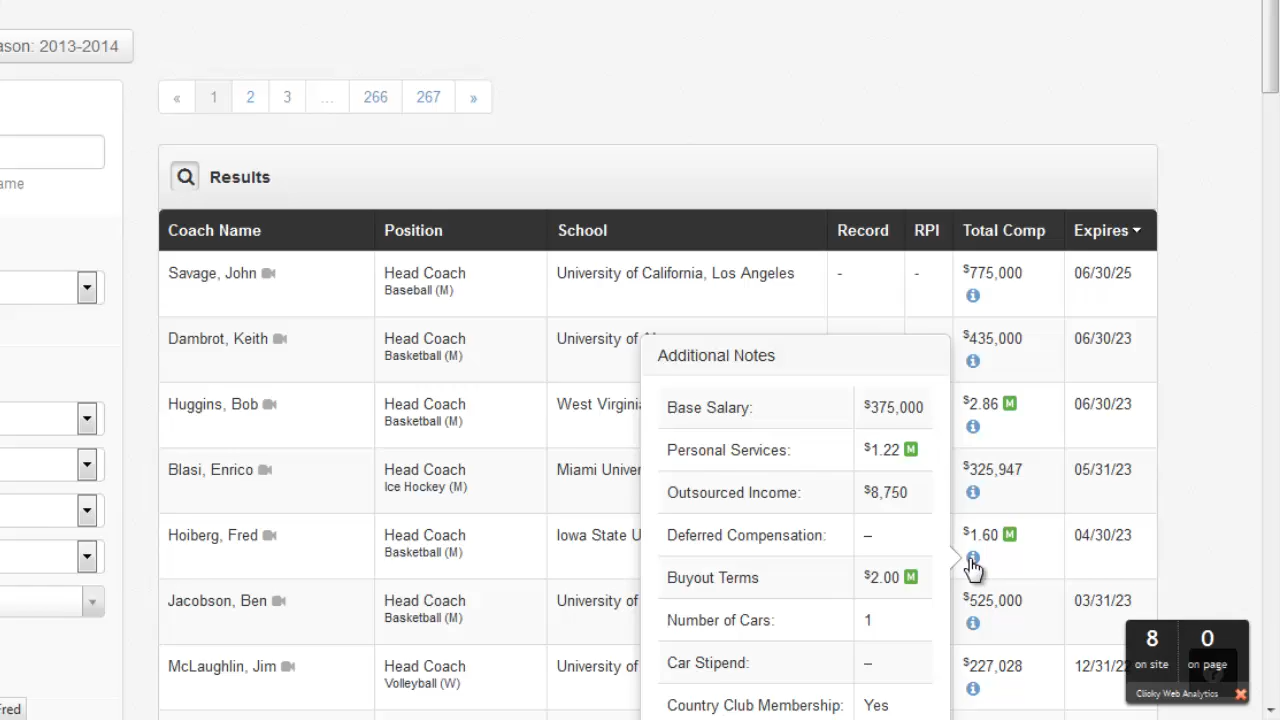 ason: 2013-2014
« 1 2 3 ... 266 267 »
ame
Results
Coach Name Position School Record RPI Total Comp Expires
Savage, John Head Coach University of California, Los Angeles - - $775,000 06/30/25
Baseball (M)
Dambrot, Keith Head Coach University of $435,000 06/30/23
Basketball (M)
Huggins, Bob Head Coach West Virgini $2.86 M 06/30/23
Basketball (M)
Blasi, Enrico Head Coach Miami Univer $325,947 05/31/23
Ice Hockey (M)
Hoiberg, Fred Head Coach Iowa State U $1.60 M 04/30/23
Basketball (M)
Jacobson, Ben Head Coach University of $525,000 03/31/23
Basketball (M)
McLaughlin, Jim Head Coach University of $227,028 12/31/22
Volleyball (W)
Additional Notes
Base Salary: $375,000
Personal Services: $1.22 M
Outsourced Income: $8,750
Deferred Compensation: –
Buyout Terms $2.00 M
Number of Cars: 1
Car Stipend: –
Country Club Membership: Yes
8 0
on site on page
Clicky Web Analytics
Fred